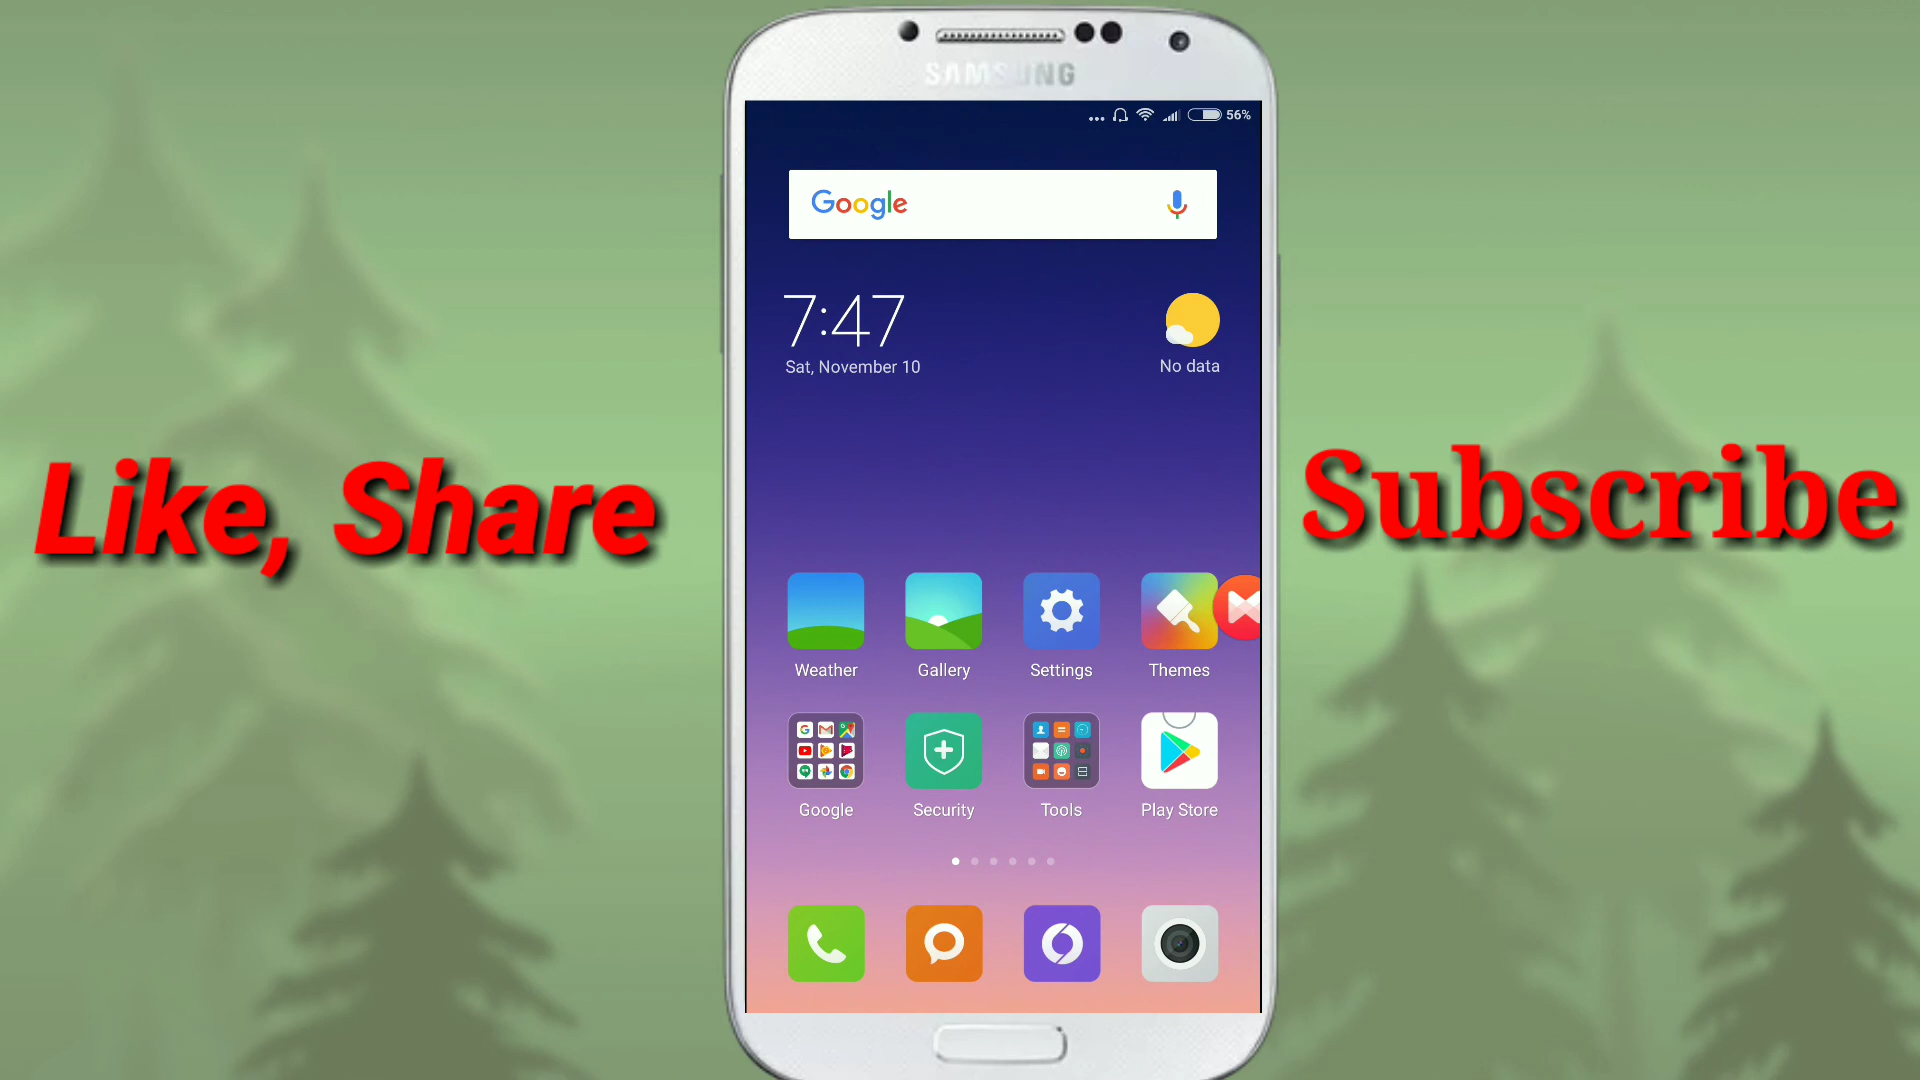 SAMSUNG
56%
Google
7:47
Sat, November 10
No data
Like, Share
Subscribe
Weather
Gallery
Settings
Themes
Google
Security
Tools
Play Store